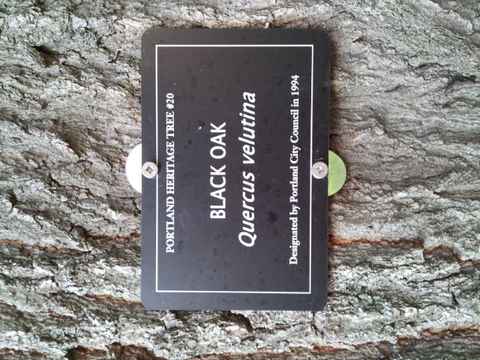 PORTLAND HERITAGE TREE #20
BLACK OAK
Quercus velutina
Designated by Portland City Council in 1994